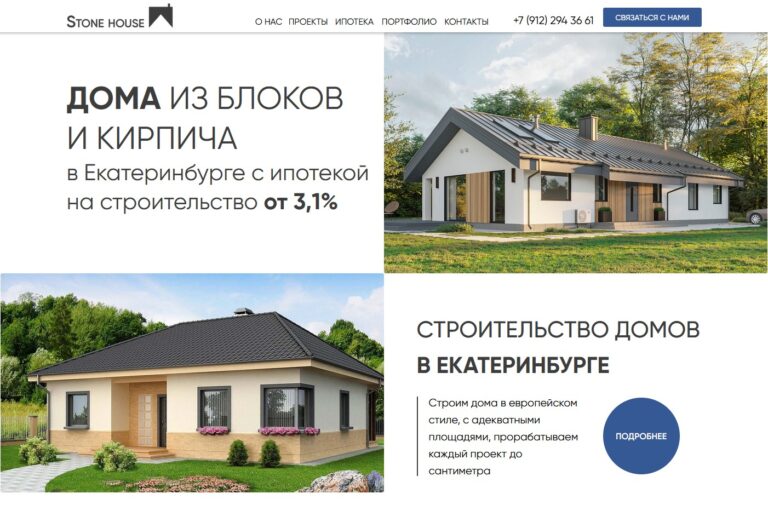 STONE HOUSE
О НАС ПРОЕКТЫ ИПОТЕКА ПОРТФОЛИО КОНТАКТЫ
+7 (912) 294 36 61
СВЯЗАТЬСЯ С НАМИ
ДОМА ИЗ БЛОКОВ
И КИРПИЧА
в Екатеринбурге с ипотекой
на строительство от 3,1%
СТРОИТЕЛЬСТВО ДОМОВ
В ЕКАТЕРИНБУРГЕ
Строим дома в европейском
стиле, с адекватными
площадями, прорабатываем
каждый проект до
сантиметра
ПОДРОБНЕЕ